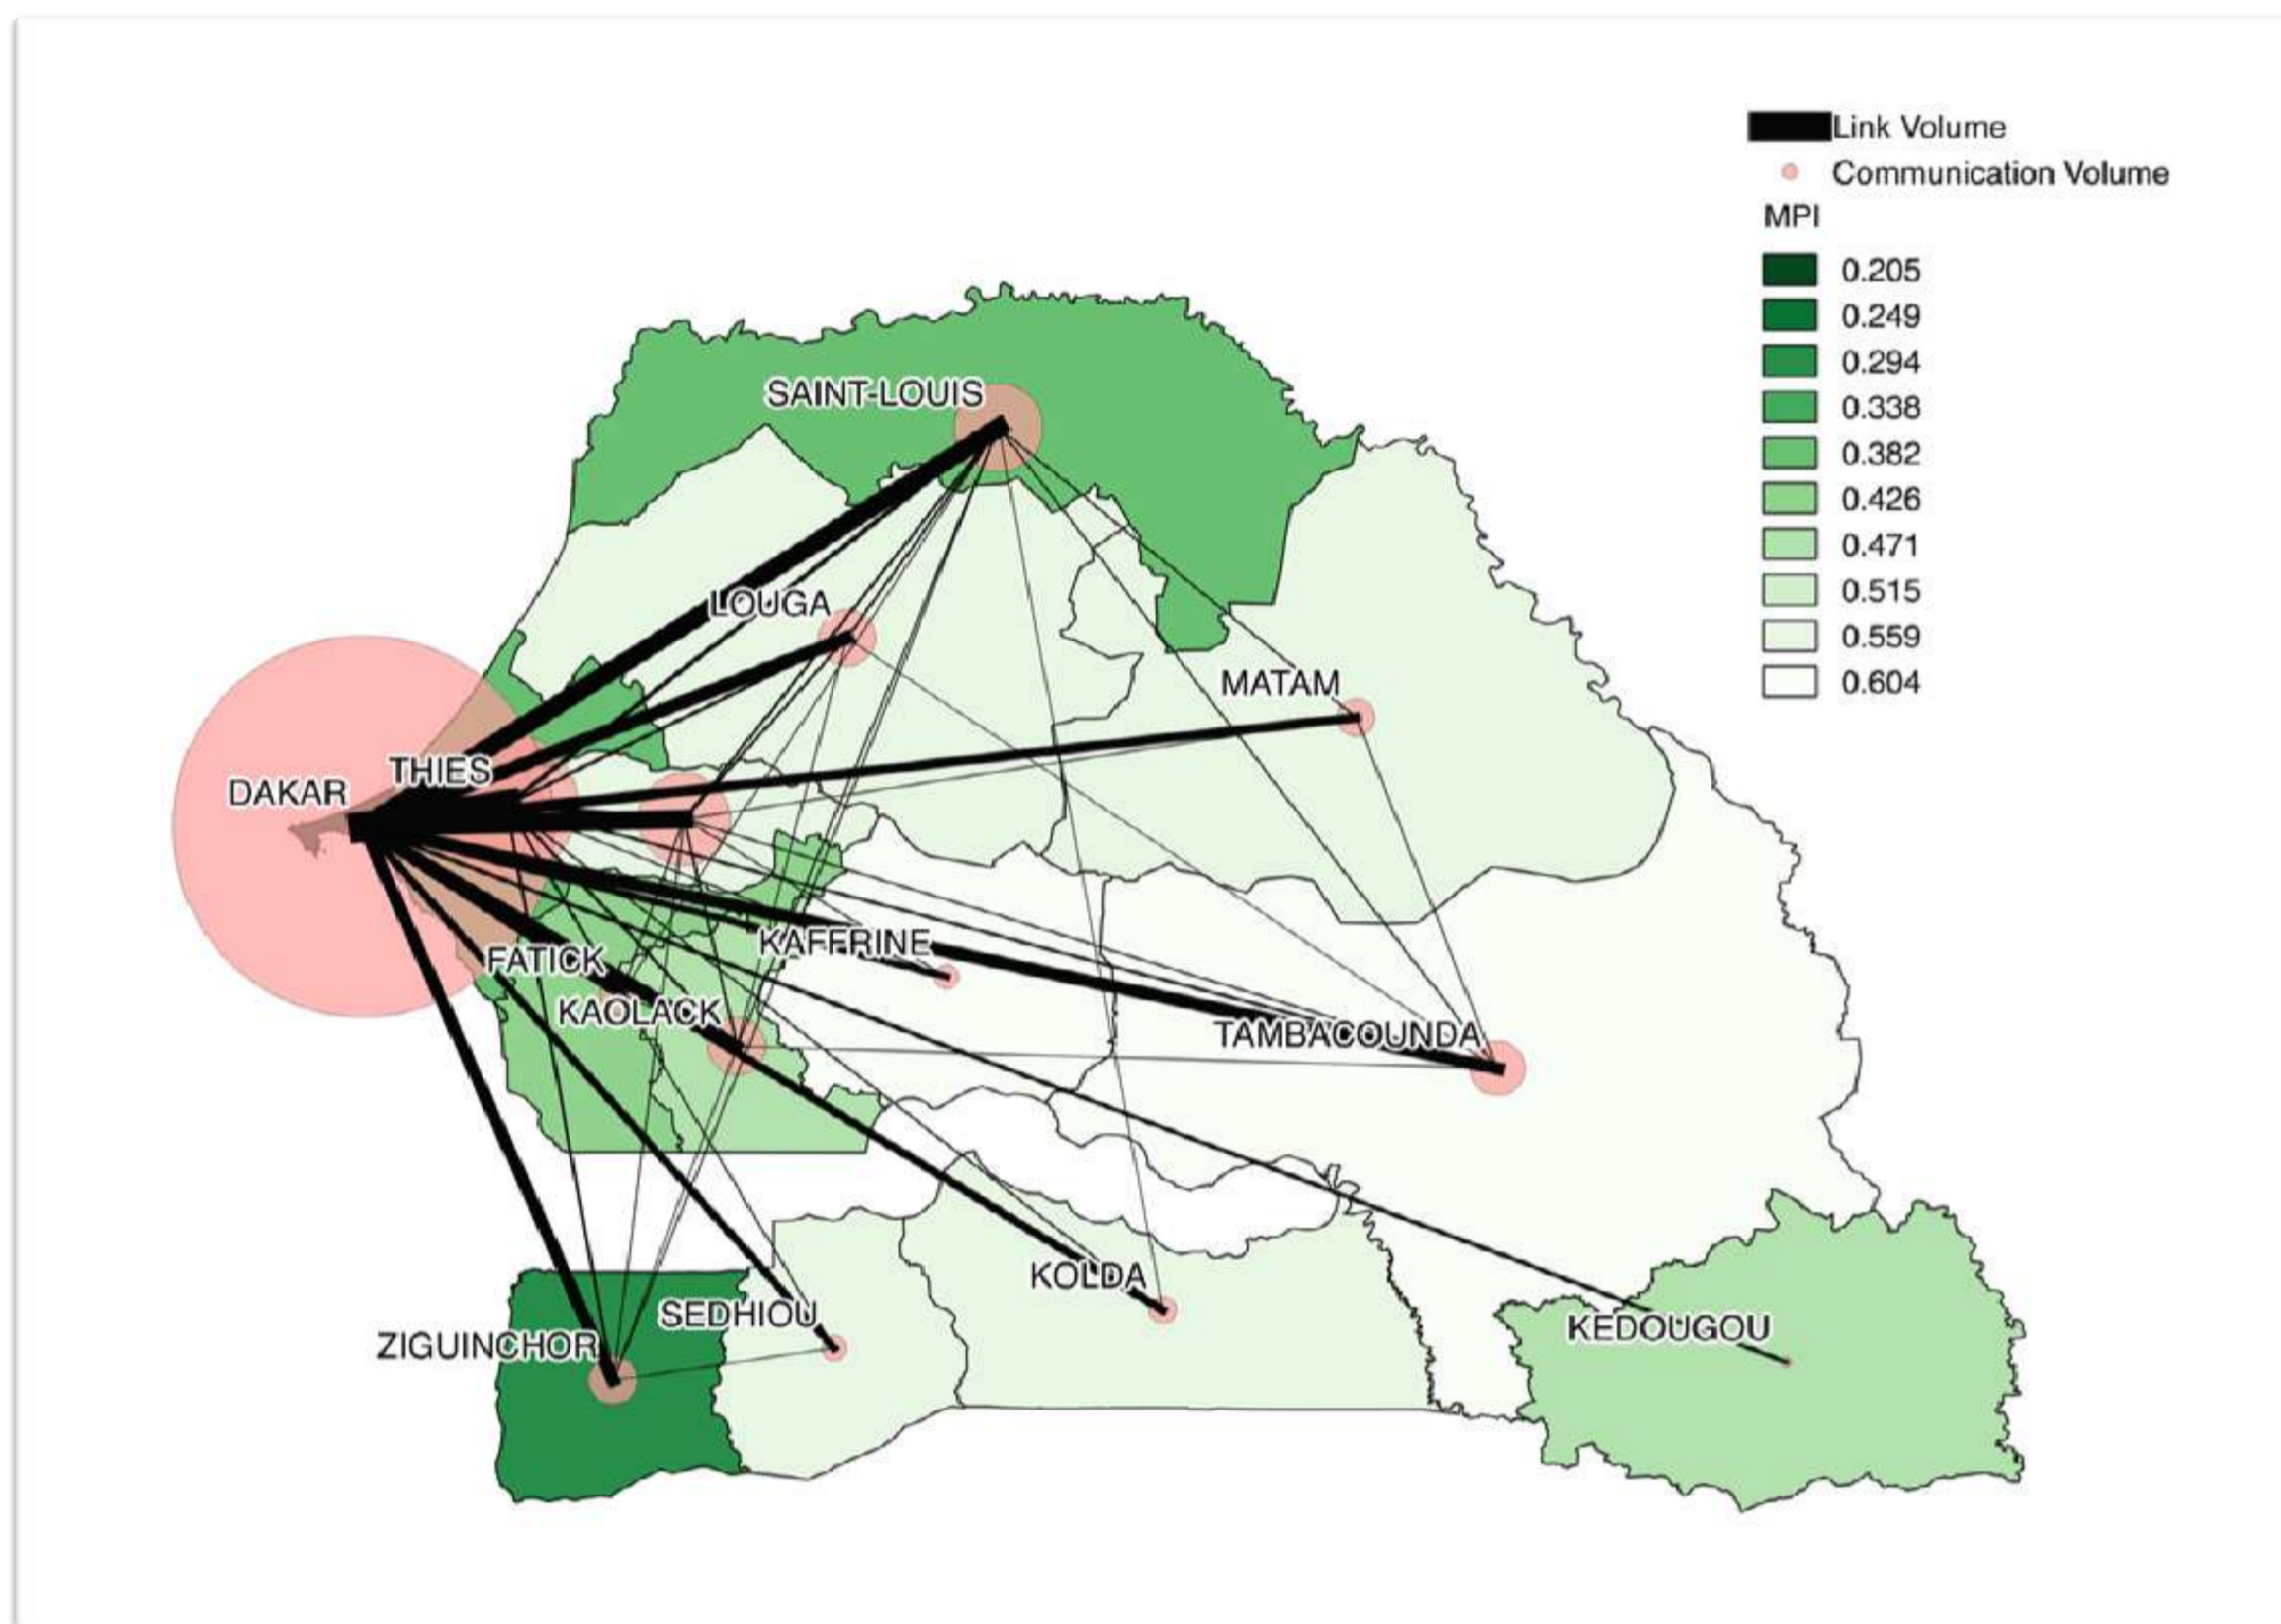 Link Volume
Communication Volume
MPI
0.205
0.249
0.294
0.338
0.382
0.426
0.471
0.515
0.559
0.604
SAINT-LOUIS
LOUGA
MATAM
THIES
DAKAR
KAFFRINE
FATICK
KAOLACK
TAMBACOUNDA
KOLDA
SEDHIOU
KEDOUGOU
ZIGUINCHOR